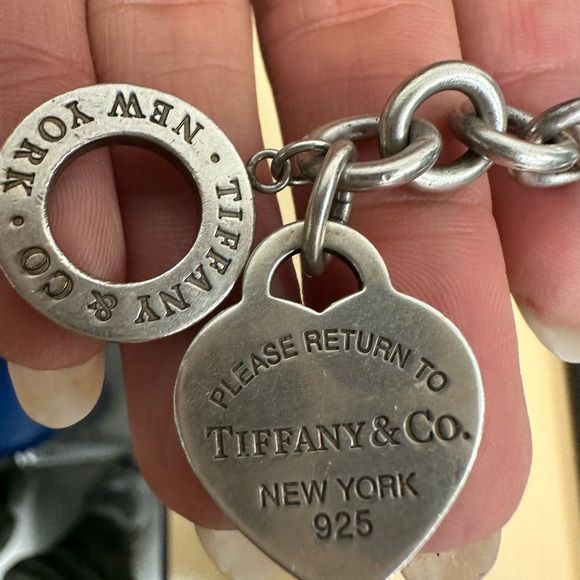 TIFFANY & CO · NEW YORK ·
PLEASE RETURN TO
TIFFANY & CO.
NEW YORK
925